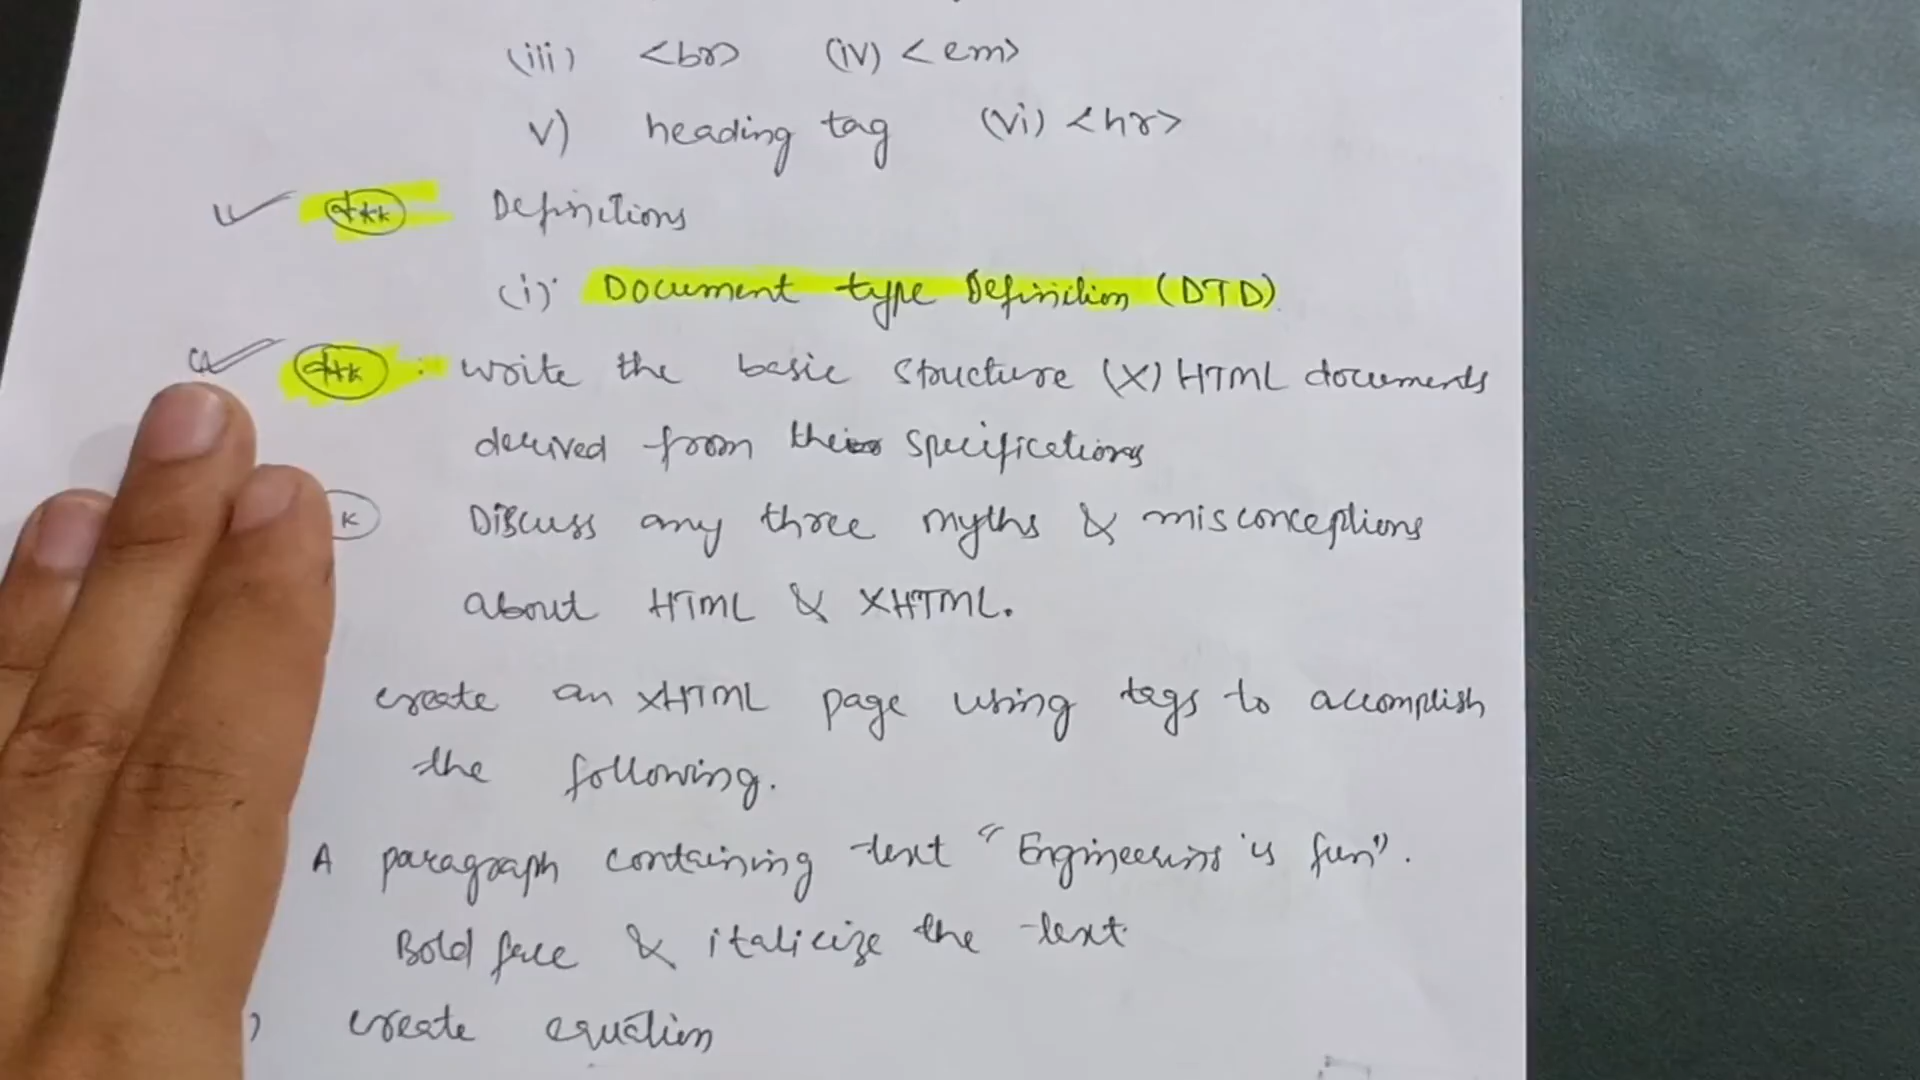 (iii) <br> (iv) <em>
v) heading tag (vi) <hr>
*** Definitions
(i) Document type Definition (DTD)
*** write the basic structure (X) HTML documents
derived from their specifications
* Discuss any three myths & misconceptions
about HTML & XHTML.
create an XHTML page using tags to accomplish
the following.
A paragraph containing text "Engineering is fun".
Bold face & italicize the text
) create equation